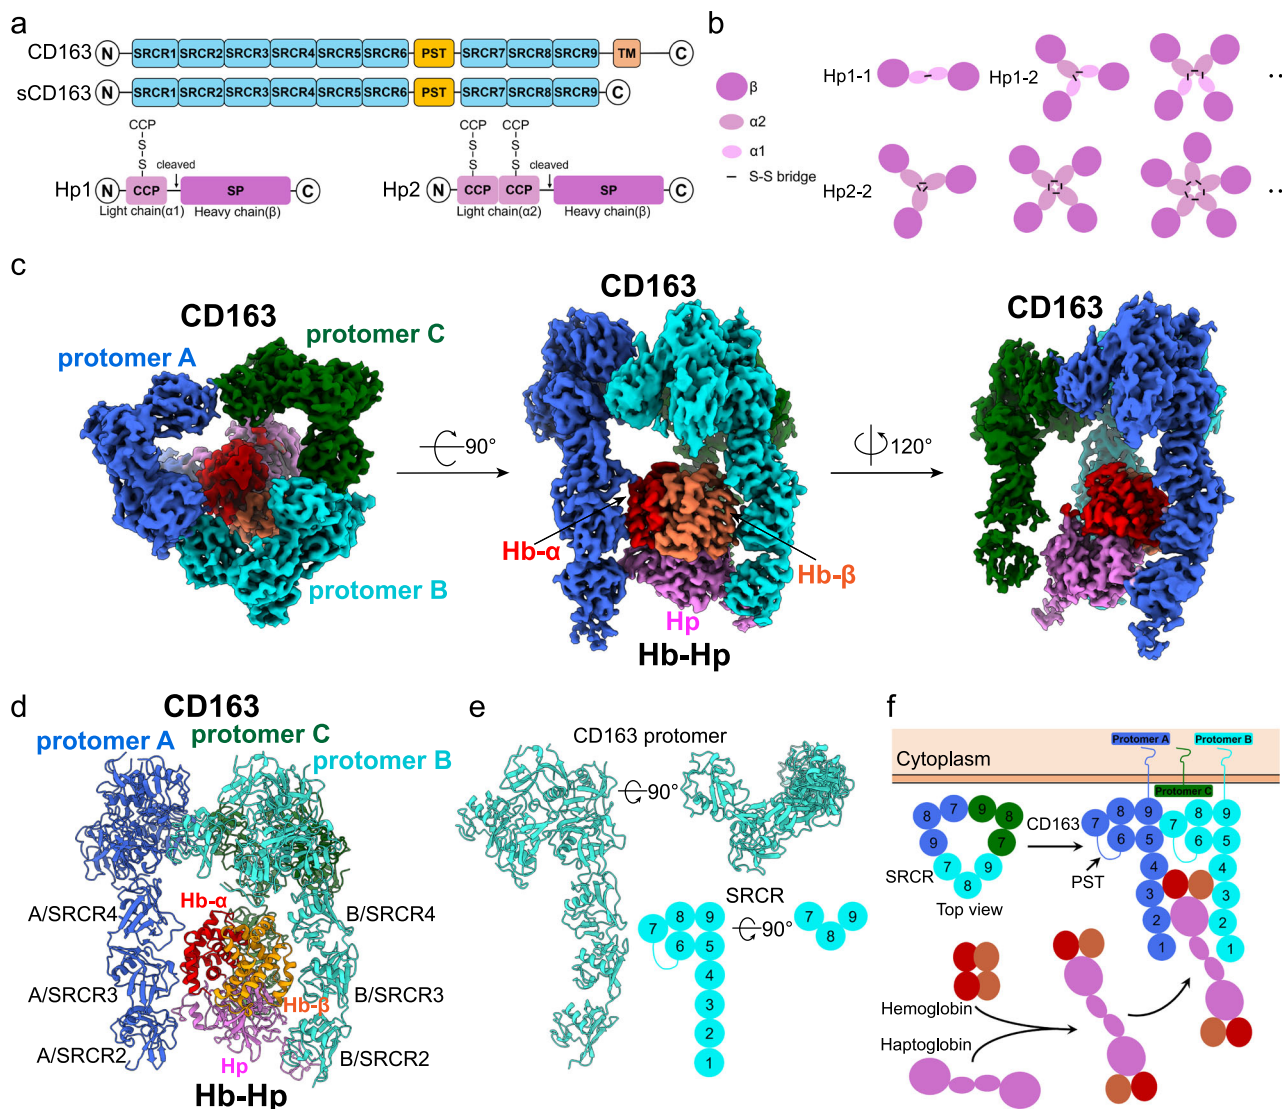 a
CD163 N SRCR1 SRCR2 SRCR3 SRCR4 SRCR5 SRCR6 PST SRCR7 SRCR8 SRCR9 TM C
sCD163 N SRCR1 SRCR2 SRCR3 SRCR4 SRCR5 SRCR6 PST SRCR7 SRCR8 SRCR9 C
CCP
S
S
cleaved
Hp1 N CCP SP C
Light chain(α1) Heavy chain(β)
CCP CCP
S S
S S
cleaved
Hp2 N CCP CCP SP C
Light chain(α2) Heavy chain(β)
b
β
α2
α1
S-S bridge
Hp1-1
Hp1-2
Hp2-2
c
CD163
protomer A
protomer C
protomer B
90°
CD163
Hb-α
Hb-β
Hp
Hb-Hp
120°
CD163
d
CD163
protomer A
protomer C
protomer B
A/SRCR4
Hb-α
B/SRCR4
A/SRCR3
B/SRCR3
Hb-β
A/SRCR2
Hp
B/SRCR2
Hb-Hp
e
CD163 protomer
90°
SRCR
7 8 9
6 5
4
3
2
1
90°
7 9
8
f
Cytoplasm
Protomer A
Protomer B
Protomer C
8 7 9 8
9 7
7 9
8
SRCR
Top view
CD163
PST
7 8 9
6 5
4
3
2
1
7 8 9
6 5
4
3
2
1
Hemoglobin
Haptoglobin